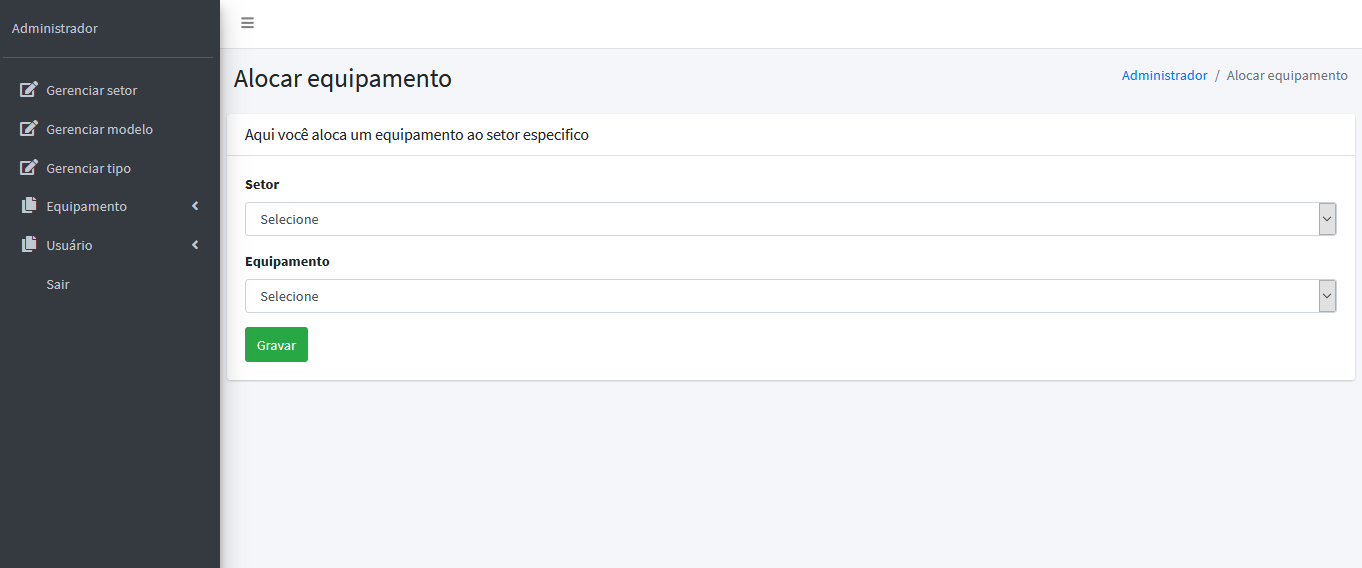 Administrador
Gerenciar setor
Gerenciar modelo
Gerenciar tipo
Equipamento
Usuário
Sair
Alocar equipamento
Administrador / Alocar equipamento
Aqui você aloca um equipamento ao setor especifico
Setor
Selecione
Equipamento
Selecione
Gravar